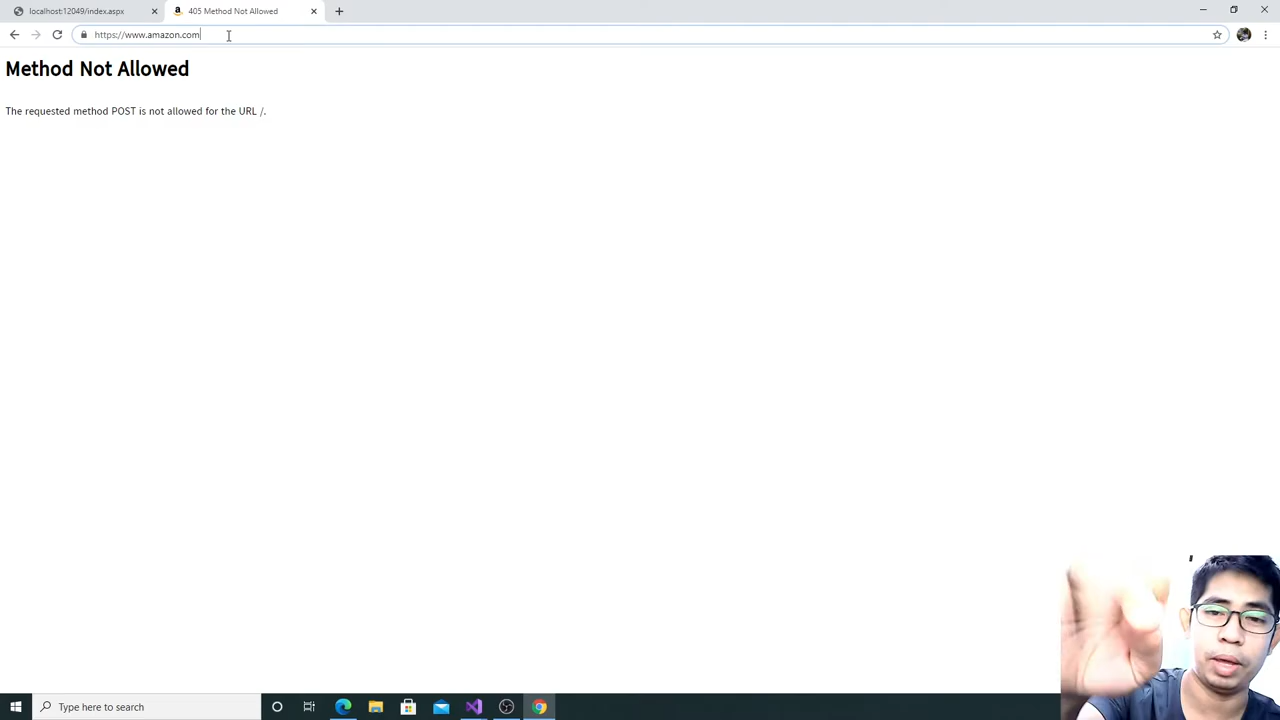 localhost:12049/index.aspx
405 Method Not Allowed
https://www.amazon.com
Method Not Allowed
The requested method POST is not allowed for the URL /.
Type here to search